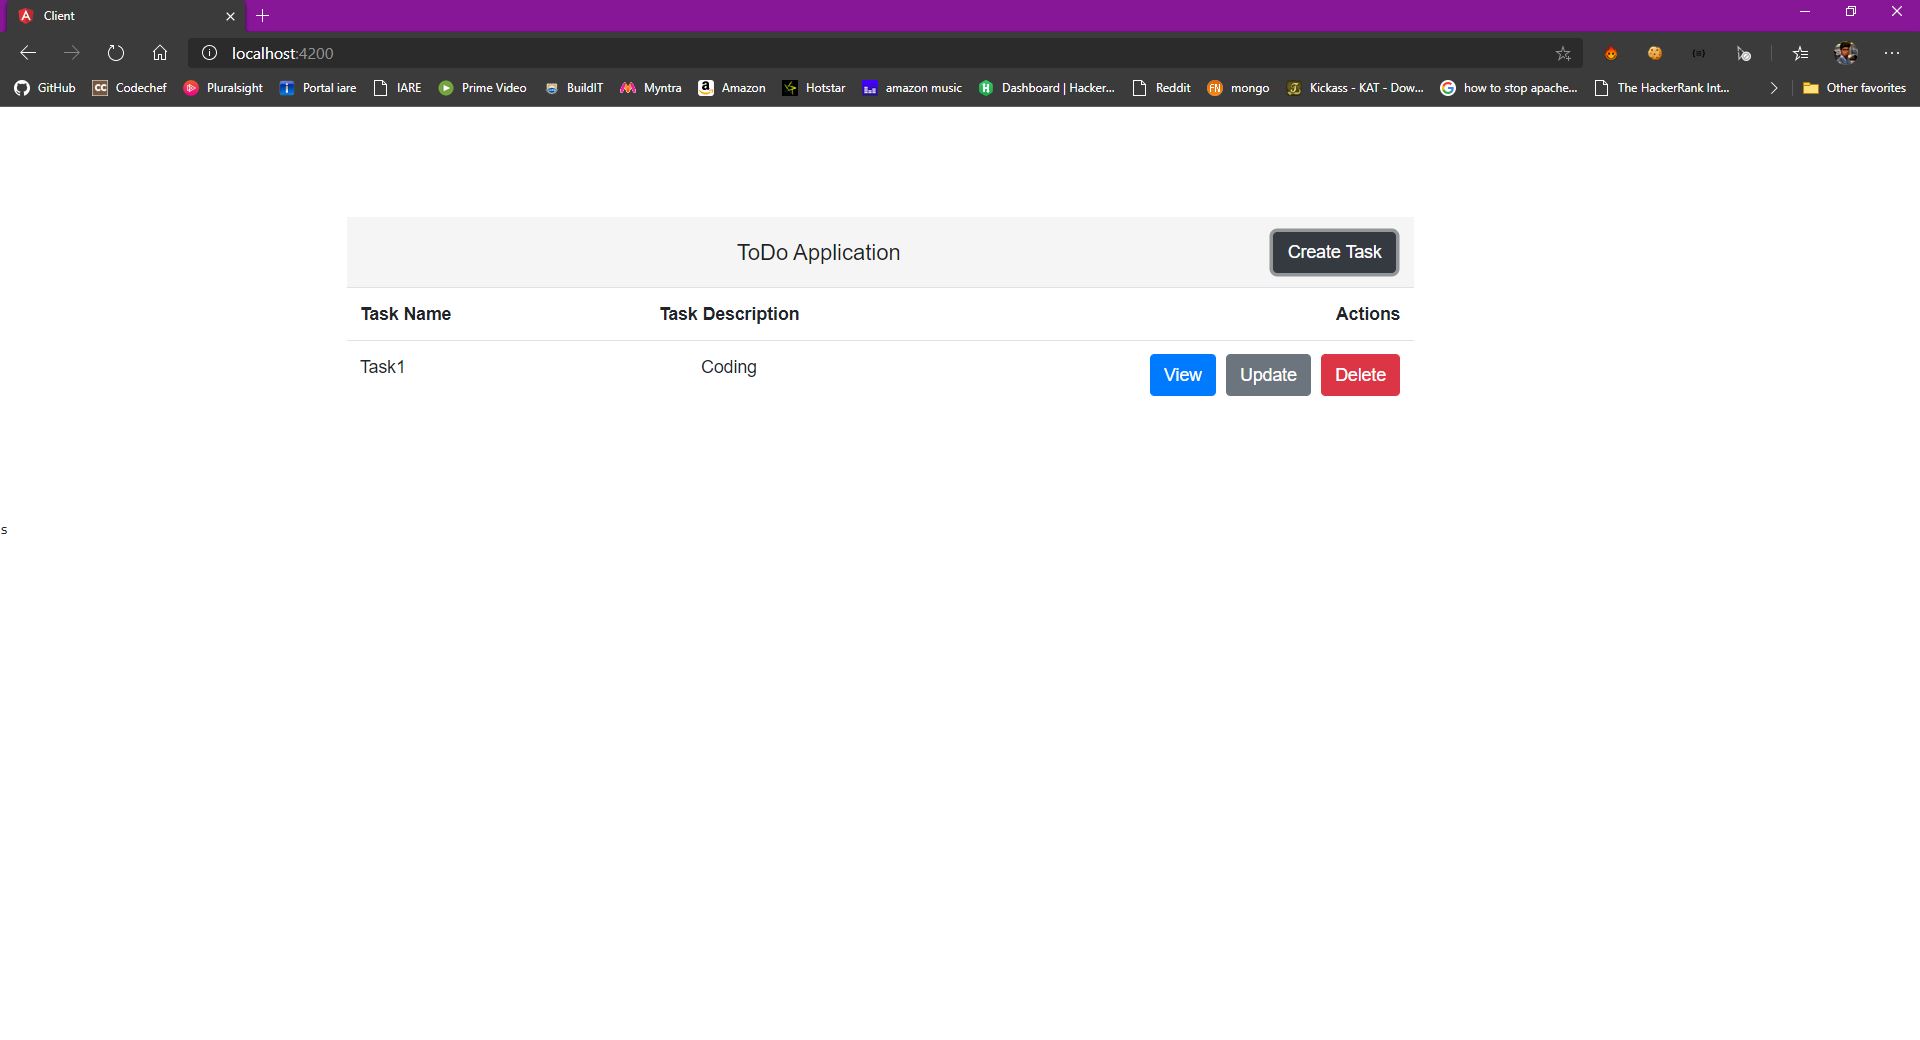 Client
localhost:4200
GitHub Codechef Pluralsight Portal iare IARE Prime Video BuildIT Myntra Amazon Hotstar amazon music Dashboard | Hacker... Reddit mongo Kickass - KAT - Dow... how to stop apache... The HackerRank Int... Other favorites
ToDo Application Create Task
Task Name Task Description Actions
Task1 Coding View Update Delete
s